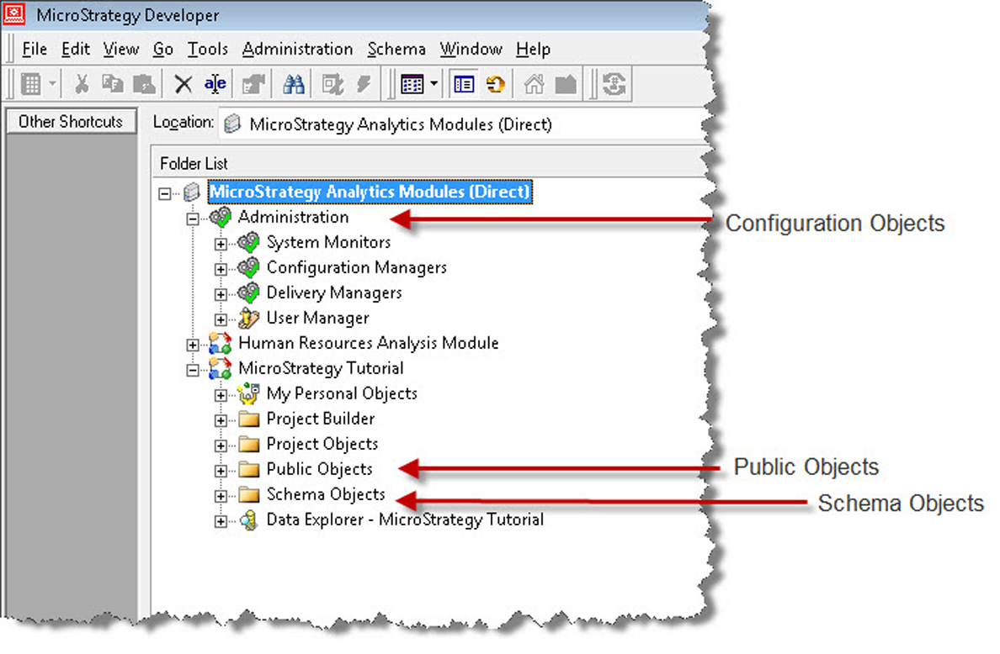 MicroStrategy Developer
File Edit View Go Tools Administration Schema Window Help
a/e
Other Shortcuts
Location: MicroStrategy Analytics Modules (Direct)
Folder List
MicroStrategy Analytics Modules (Direct)
Administration
Configuration Objects
System Monitors
Configuration Managers
Delivery Managers
User Manager
Human Resources Analysis Module
MicroStrategy Tutorial
My Personal Objects
Project Builder
Project Objects
Public Objects
Public Objects
Schema Objects
Schema Objects
Data Explorer - MicroStrategy Tutorial